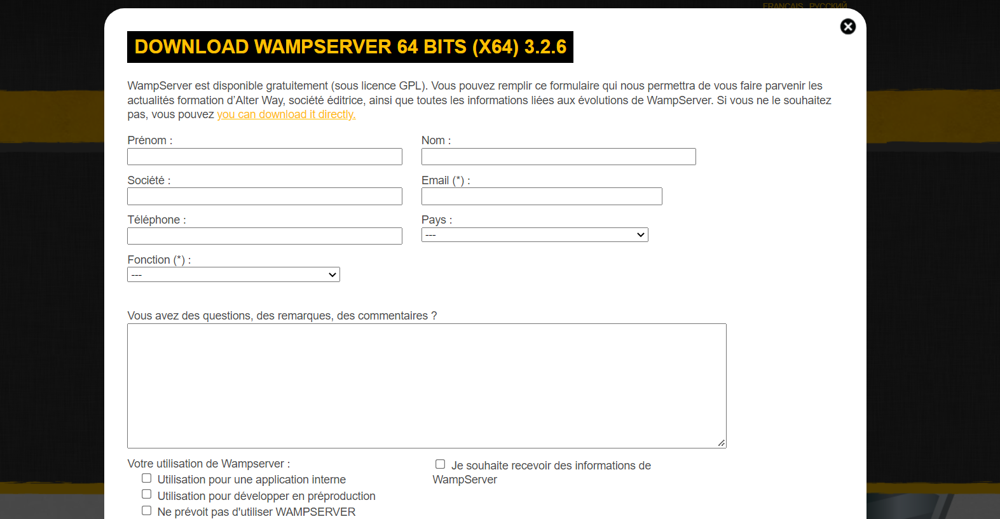 FRANÇAIS РУССКИЙ
DOWNLOAD WAMPSERVER 64 BITS (X64) 3.2.6
WampServer est disponible gratuitement (sous licence GPL). Vous pouvez remplir ce formulaire qui nous permettra de vous faire parvenir les
actualités formation d’Alter Way, société éditrice, ainsi que toutes les informations liées aux évolutions de WampServer. Si vous ne le souhaitez
pas, vous pouvez you can download it directly.
Prénom : Nom :
Société : Email (*) :
Téléphone : Pays :
---
Fonction (*) :
---
Vous avez des questions, des remarques, des commentaires ?
Votre utilisation de Wampserver : Je souhaite recevoir des informations de
Utilisation pour une application interne WampServer
Utilisation pour développer en préproduction
Ne prévoit pas d'utiliser WAMPSERVER